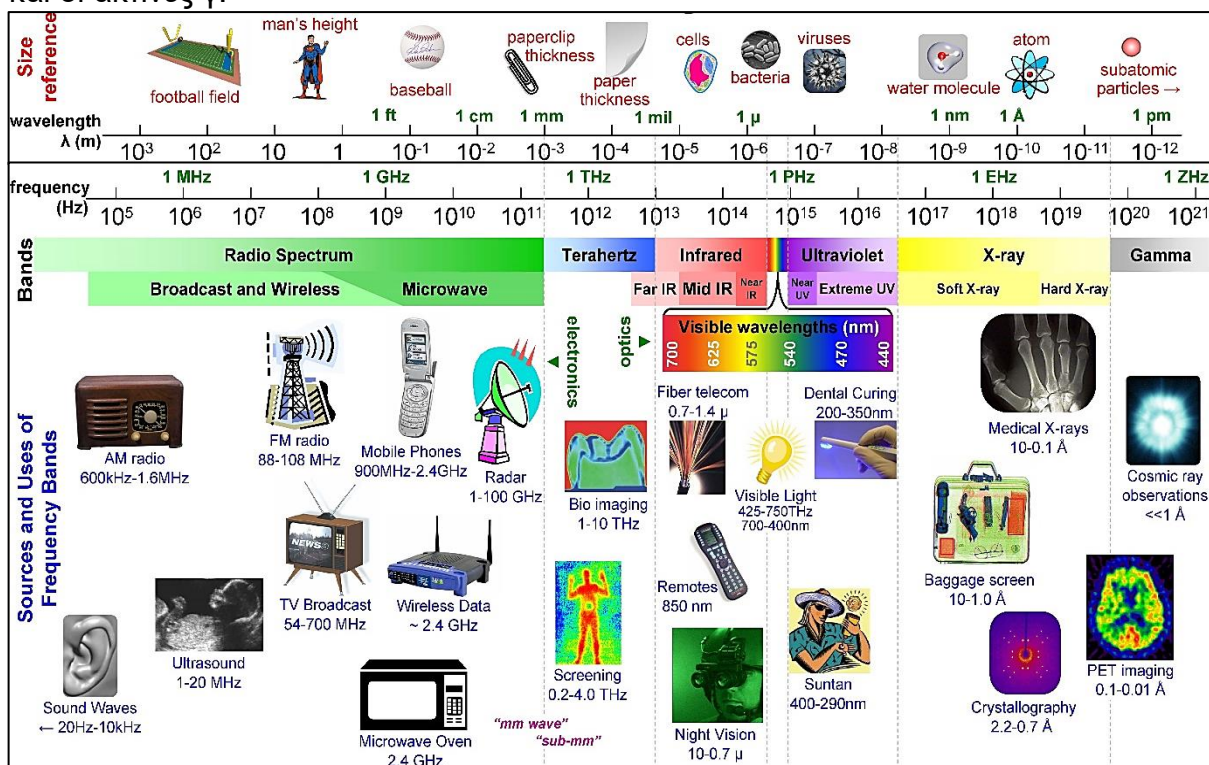 και οι ακτίνες γ.
Size reference
football field
man's height
baseball
paperclip thickness
paper thickness
cells
bacteria
viruses
water molecule
atom
subatomic particles →
wavelength λ (m)
1 ft 1 cm 1 mm 1 mil 1 µ 1 nm 1 Å 1 pm
10³ 10² 10 1 10⁻¹ 10⁻² 10⁻³ 10⁻⁴ 10⁻⁵ 10⁻⁶ 10⁻⁷ 10⁻⁸ 10⁻⁹ 10⁻¹⁰ 10⁻¹¹ 10⁻¹²
frequency (Hz)
1 MHz 1 GHz 1 THz 1 PHz 1 EHz 1 ZHz
10⁵ 10⁶ 10⁷ 10⁸ 10⁹ 10¹⁰ 10¹¹ 10¹² 10¹³ 10¹⁴ 10¹⁵ 10¹⁶ 10¹⁷ 10¹⁸ 10¹⁹ 10²⁰ 10²¹
Bands
Radio Spectrum Terahertz Infrared Ultraviolet X-ray Gamma
Broadcast and Wireless Microwave Far IR Mid IR Near IR Near UV Extreme UV Soft X-ray Hard X-ray
electronics
optics
Visible wavelengths (nm)
700 625 575 540 470 440
Sources and Uses of Frequency Bands
AM radio
600kHz-1.6MHz
FM radio
88-108 MHz
Mobile Phones
900MHz-2.4GHz
Radar
1-100 GHz
Bio imaging
1-10 THz
Fiber telecom
0.7-1.4 µ
Visible Light
425-750THz
700-400nm
Dental Curing
200-350nm
Medical X-rays
10-0.1 Å
Cosmic ray
observations
<<1 Å
Sound Waves
← 20Hz-10kHz
Ultrasound
1-20 MHz
NEWS
TV Broadcast
54-700 MHz
Wireless Data
~ 2.4 GHz
Microwave Oven
2.4 GHz
"mm wave"
"sub-mm"
Screening
0.2-4.0 THz
Remotes
850 nm
Night Vision
10-0.7 µ
Suntan
400-290nm
Baggage screen
10-1.0 Å
Crystallography
2.2-0.7 Å
PET imaging
0.1-0.01 Å